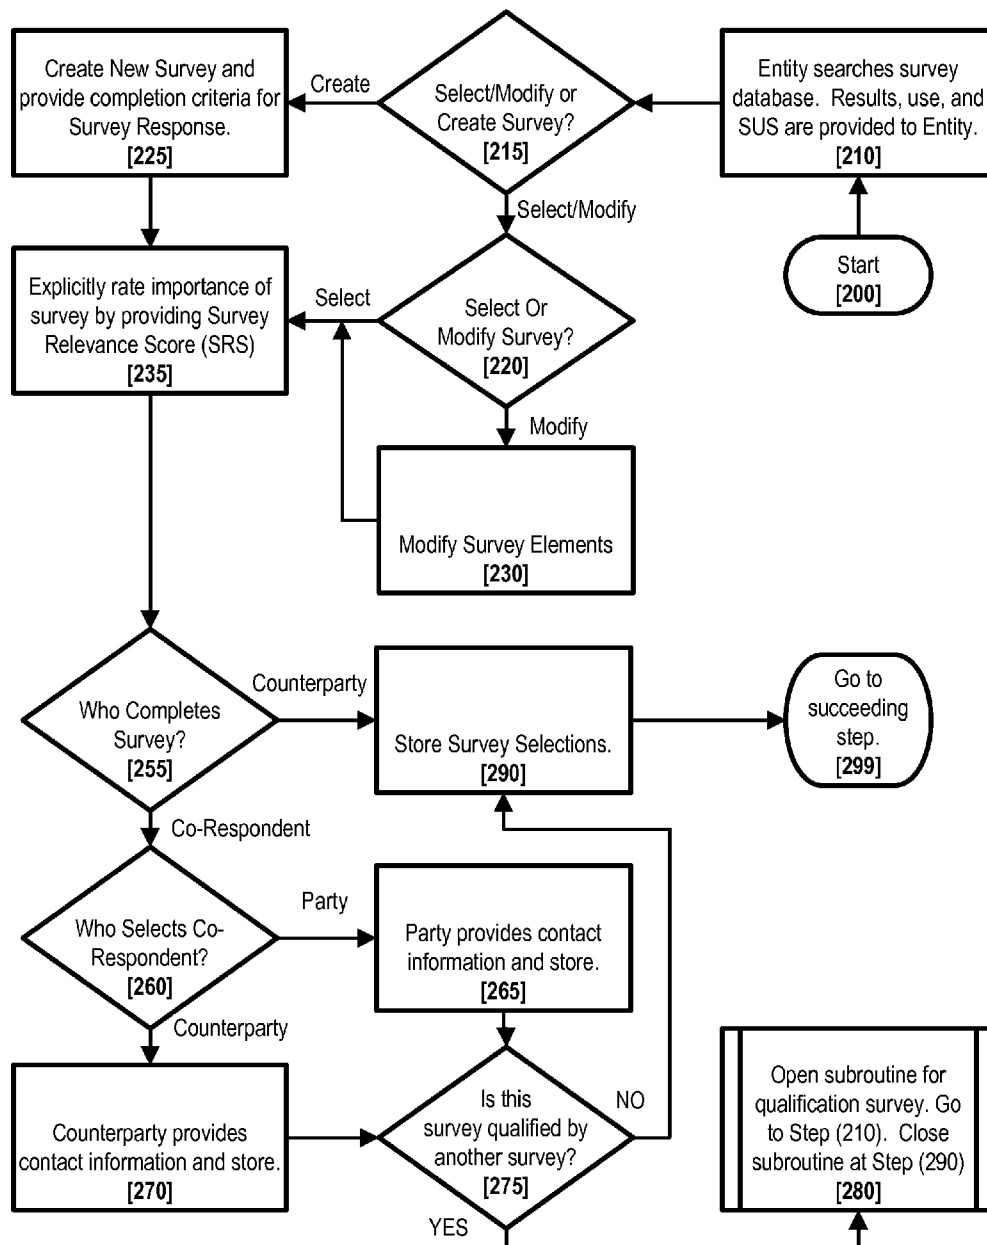 Create New Survey and
provide completion criteria for
Survey Response.
[225]
Create
Select/Modify or
Create Survey?
[215]
Entity searches survey
database. Results, use, and
SUS are provided to Entity.
[210]
Select/Modify
Start
[200]
Explicitly rate importance of
survey by providing Survey
Relevance Score (SRS)
[235]
Select
Select Or
Modify Survey?
[220]
Modify
Modify Survey Elements
[230]
Who Completes
Survey?
[255]
Counterparty
Store Survey Selections.
[290]
Go to
succeeding
step.
[299]
Co-Respondent
Who Selects Co-
Respondent?
[260]
Party
Party provides contact
information and store.
[265]
Counterparty
Counterparty provides
contact information and store.
[270]
Is this
survey qualified by
another survey?
[275]
NO
YES
Open subroutine for
qualification survey. Go
to Step (210). Close
subroutine at Step (290)
[280]